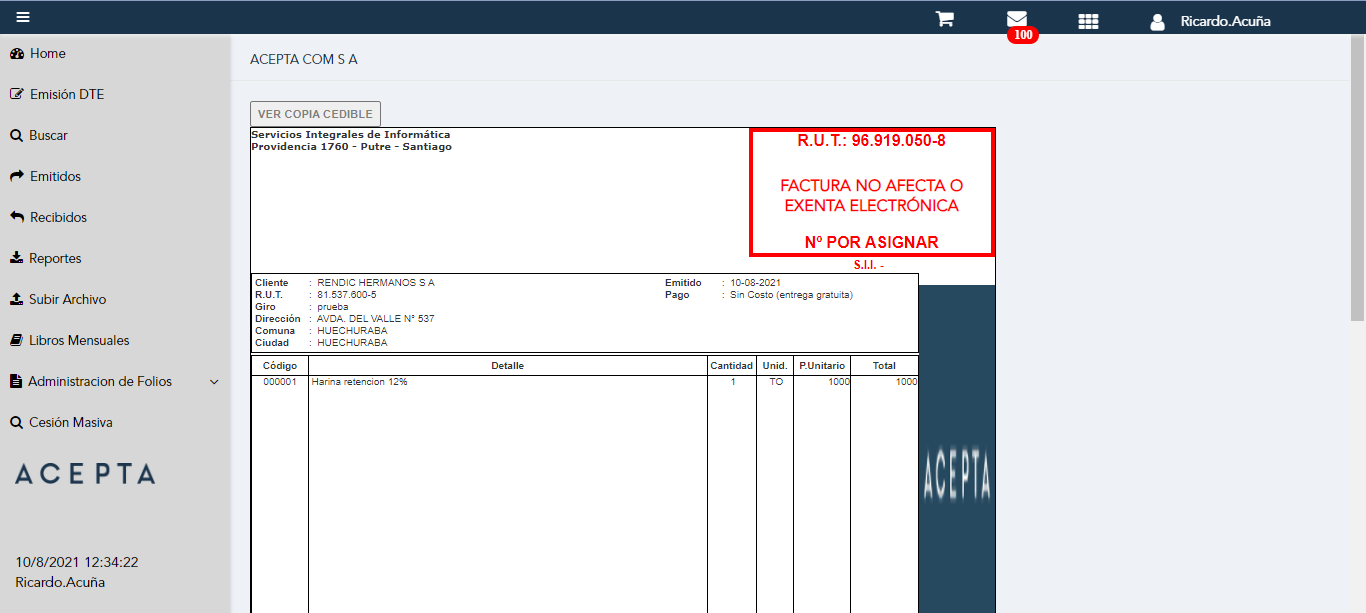 Ricardo.Acuña
100
Home
Emisión DTE
Buscar
Emitidos
Recibidos
Reportes
Subir Archivo
Libros Mensuales
Administracion de Folios
Cesión Masiva
ACEPTA
10/8/2021 12:34:22
Ricardo.Acuña
ACEPTA COM S A
VER COPIA CEDIBLE
Servicios Integrales de Informática
Providencia 1760 - Putre - Santiago
R.U.T.: 96.919.050-8
FACTURA NO AFECTA O
EXENTA ELECTRÓNICA
Nº POR ASIGNAR
S.I.I. -
Cliente : RENDIC HERMANOS S A Emitido : 10-08-2021
R.U.T. : 81.537.600-5 Pago : Sin Costo (entrega gratuita)
Giro : prueba
Dirección : AVDA. DEL VALLE N° 537
Comuna : HUECHURABA
Ciudad : HUECHURABA
Código Detalle Cantidad Unid. P.Unitario Total
000001 Harina retencion 12% 1 TO 1000 1000
ACEPTA